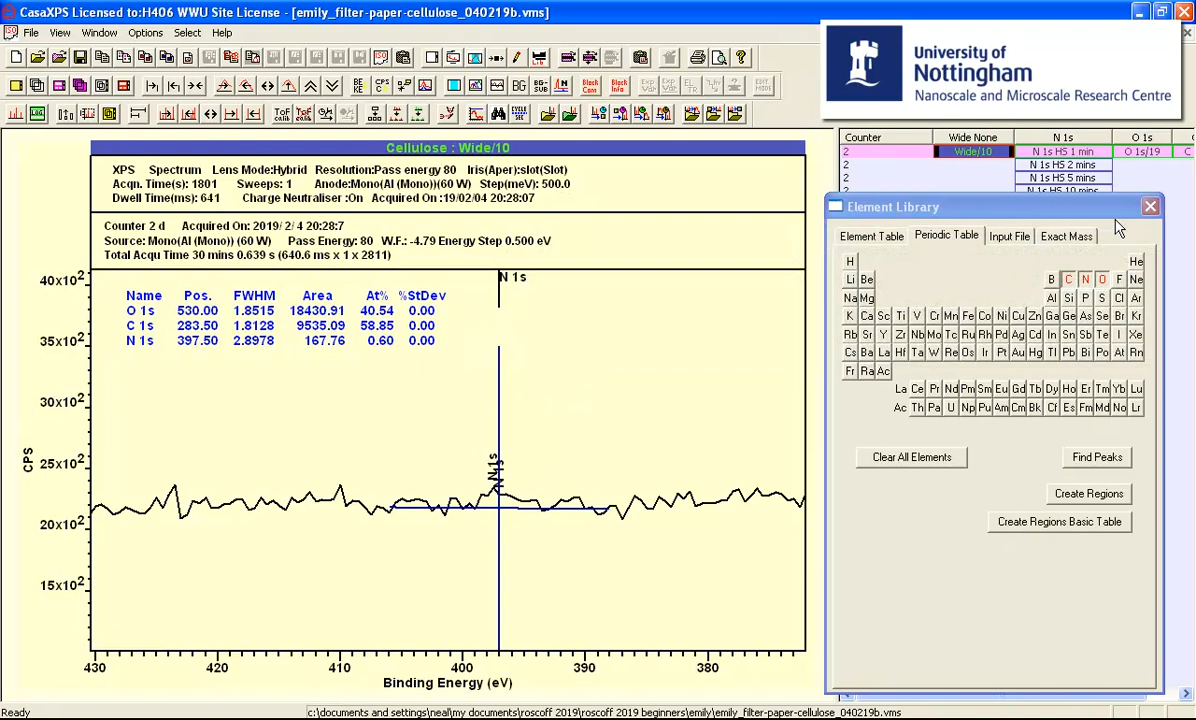 CasaXPS Licensed to:H406 WWU Site License - [emily_filter-paper-cellulose_040219b.vms]
File View Window Options Select Help
University of
Nottingham
Nanoscale and Microscale Research Centre
Cellulose : Wide/10
XPS Spectrum Lens Mode:Hybrid Resolution:Pass energy 80 Iris(Aper):slot(Slot)
Acqn. Time(s): 1801 Sweeps: 1 Anode:Mono(Al (Mono))(60 W) Step(meV): 500.0
Dwell Time(ms): 641 Charge Neutraliser :On Acquired On:19/02/04 20:28:07
Counter 2 d Acquired On: 2019/ 2/ 4 20:28:7
Source: Mono(Al (Mono)) (60 W) Pass Energy: 80 W.F.: -4.79 Energy Step 0.500 eV
Total Acqu Time 30 mins 0.639 s (640.6 ms x 1 x 2811)
N 1s
Name Pos. FWHM Area At% %StDev
O 1s 530.00 1.8515 18430.91 40.54 0.00
C 1s 283.50 1.8128 9535.09 58.85 0.00
N 1s 397.50 2.8978 167.76 0.60 0.00
40x10²
35x10²
30x10²
25x10²
20x10²
15x10²
CPS
N 1s
N 1s
430 420 410 400 390 380
Binding Energy (eV)
Counter Wide None N 1s O 1s
2 Wide/10 N 1s HS 1 min O 1s/19 C
2 N 1s HS 2 mins
2 N 1s HS 5 mins
2 N 1s HS 10 mins
Element Library
Element Table Periodic Table Input File Exact Mass
H He
Li Be B C N O F Ne
Na Mg Al Si P S Cl Ar
K Ca Sc Ti V Cr Mn Fe Co Ni Cu Zn Ga Ge As Se Br Kr
Rb Sr Y Zr Nb Mo Tc Ru Rh Pd Ag Cd In Sn Sb Te I Xe
Cs Ba La Hf Ta W Re Os Ir Pt Au Hg Tl Pb Bi Po At Rn
Fr Ra Ac
La Ce Pr Nd Pm Sm Eu Gd Tb Dy Ho Er Tm Yb Lu
Ac Th Pa U Np Pu Am Cm Bk Cf Es Fm Md No Lr
Clear All Elements Find Peaks
Create Regions
Create Regions Basic Table
Ready c:\documents and settings\neal\my documents\roscoff 2019\roscoff 2019 beginners\emily\emily_filter-paper-cellulose_040219b.vms